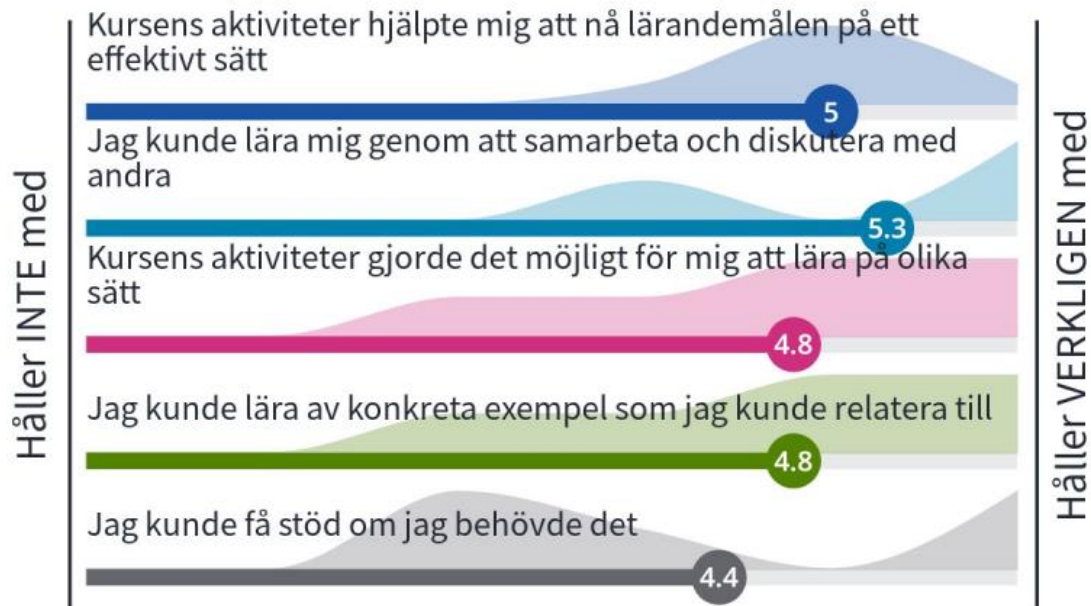 Kursens aktiviteter hjälpte mig att nå lärandemålen på ett
effektivt sätt
5
Jag kunde lära mig genom att samarbeta och diskutera med
andra
5.3
Kursens aktiviteter gjorde det möjligt för mig att lära på olika
sätt
4.8
Jag kunde lära av konkreta exempel som jag kunde relatera till
4.8
Jag kunde få stöd om jag behövde det
4.4
Håller INTE med
Håller VERKLIGEN med